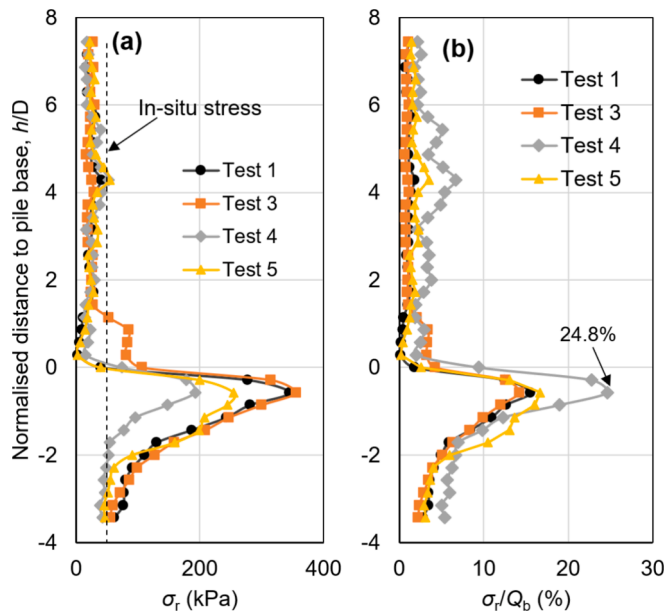 Normalised distance to pile base, h/D
8
6
4
2
0
-2
-4
(a)
In-situ stress
Test 1
Test 3
Test 4
Test 5
0
200
400
σr (kPa)
(b)
Test 1
Test 3
Test 4
Test 5
24.8%
8
6
4
2
0
-2
-4
0
10
20
30
σr/Qb (%)